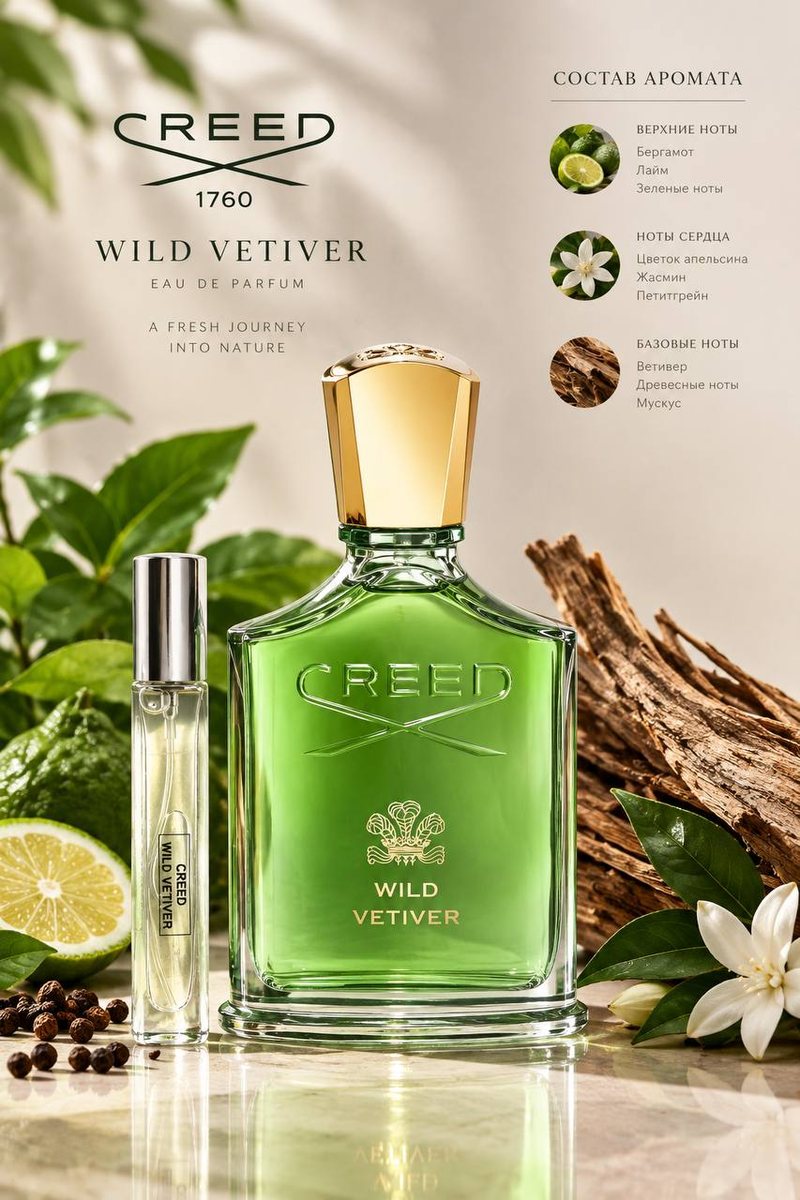 CREED
1760
WILD VETIVER
EAU DE PARFUM
A FRESH JOURNEY
INTO NATURE
СОСТАВ АРОМАТА
ВЕРХНИЕ НОТЫ
Бергамот
Лайм
Зеленые ноты
НОТЫ СЕРДЦА
Цветок апельсина
Жасмин
Петитгрейн
БАЗОВЫЕ НОТЫ
Ветивер
Древесные ноты
Мускус
CREED
WILD VETIVER
CREED
WILD
VETIVER